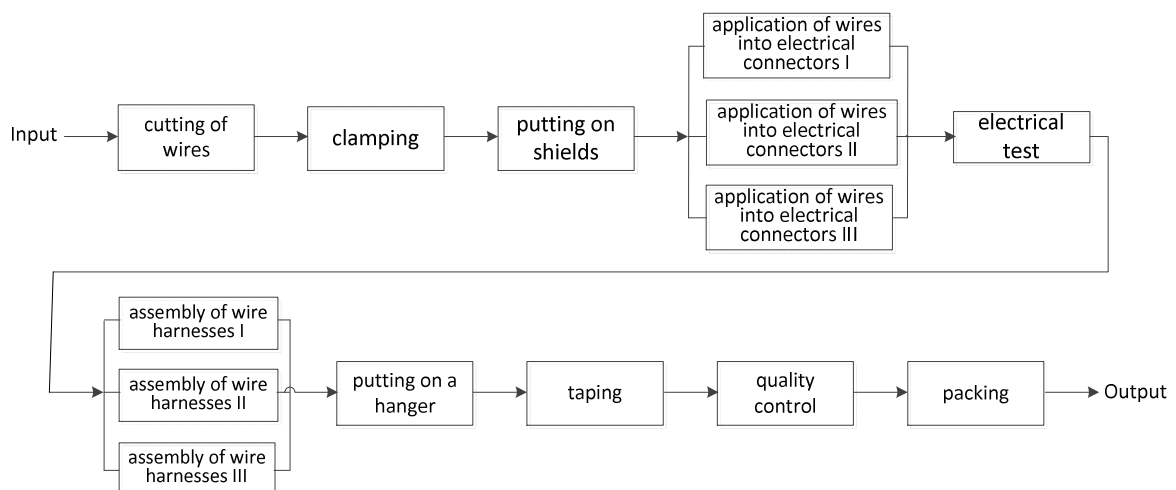 Input
cutting of
wires
clamping
putting on
shields
application of wires
into electrical
connectors I
application of wires
into electrical
connectors II
application of wires
into electrical
connectors III
electrical
test
assembly of wire
harnesses I
assembly of wire
harnesses II
assembly of wire
harnesses III
putting on a
hanger
taping
quality
control
packing
Output